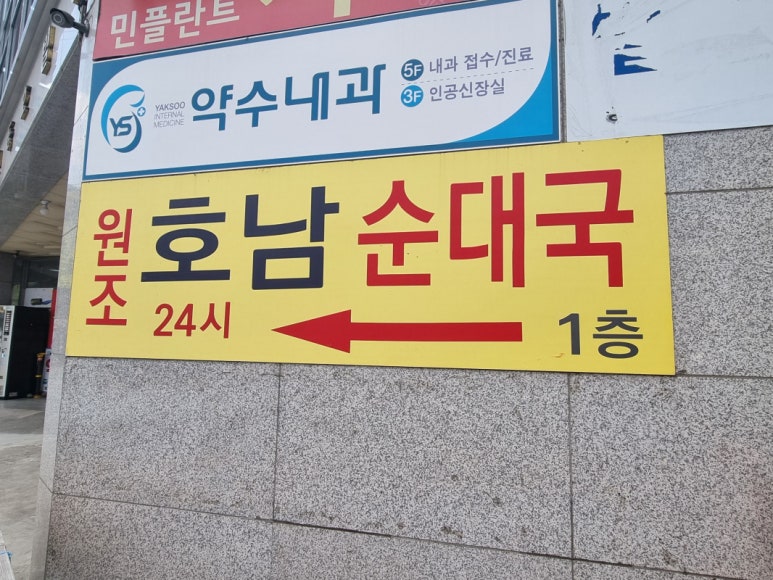 민플란트
YAKSOO
INTERNAL
MEDICINE
약수내과
5F 내과 접수/진료
3F 인공신장실
원조
호남순대국
24시
1층